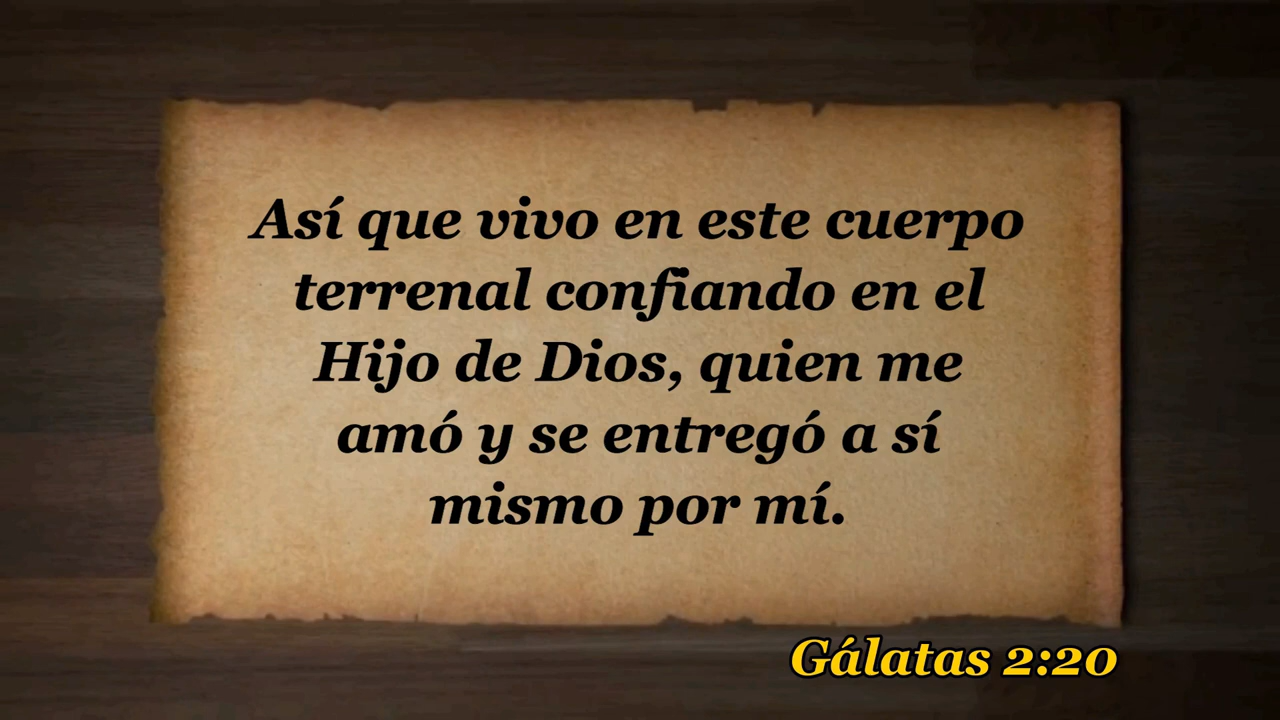 Así que vivo en este cuerpo
terrenal confiando en el
Hijo de Dios, quien me
amó y se entregó a sí
mismo por mí.
Gálatas 2:20